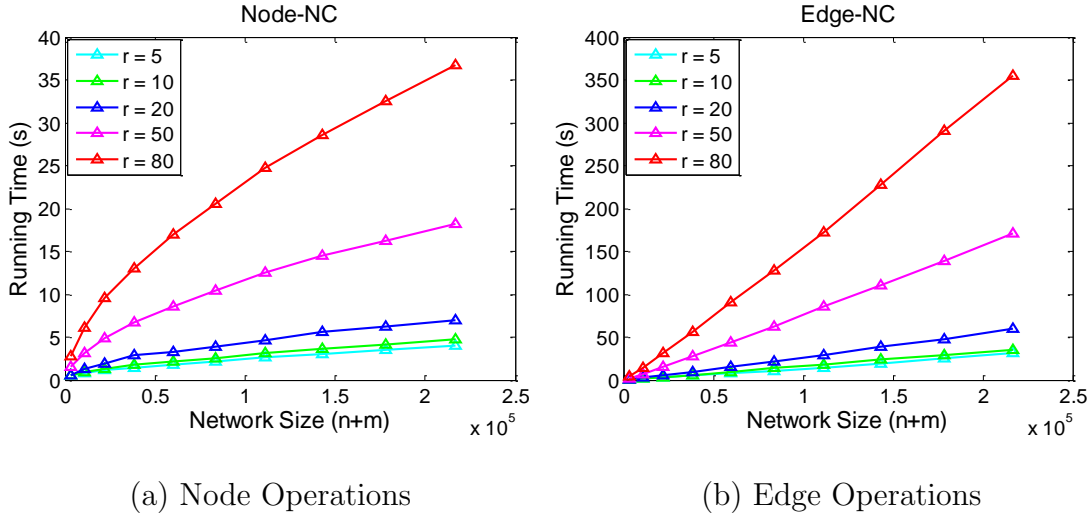 Node-NC
40
35
30
25
20
15
10
5
0
r = 5
r = 10
r = 20
r = 50
r = 80
Running Time (s)
0 0.5 1 1.5 2 2.5
Network Size (n+m)
x 10^5
(a) Node Operations
Edge-NC
400
350
300
250
200
150
100
50
0
r = 5
r = 10
r = 20
r = 50
r = 80
Running Time (s)
0 0.5 1 1.5 2 2.5
Network Size (n+m)
x 10^5
(b) Edge Operations